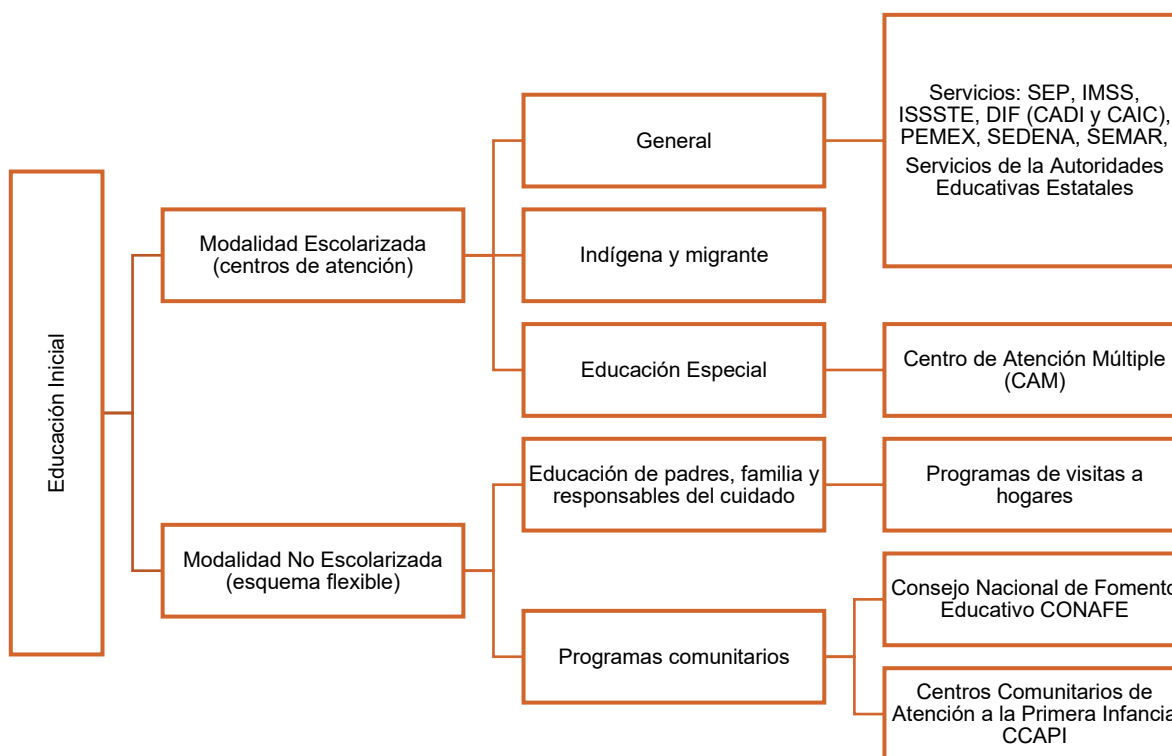 Educación Inicial
Modalidad Escolarizada
(centros de atención)
General
Servicios: SEP, IMSS,
ISSSTE, DIF (CADI y CAIC),
PEMEX, SEDENA, SEMAR,
Servicios de la Autoridades
Educativas Estatales
Indígena y migrante
Educación Especial
Centro de Atención Múltiple
(CAM)
Modalidad No Escolarizada
(esquema flexible)
Educación de padres, familia y
responsables del cuidado
Programas de visitas a
hogares
Programas comunitarios
Consejo Nacional de Fomento
Educativo CONAFE
Centros Comunitarios de
Atención a la Primera Infancia
CCAPI